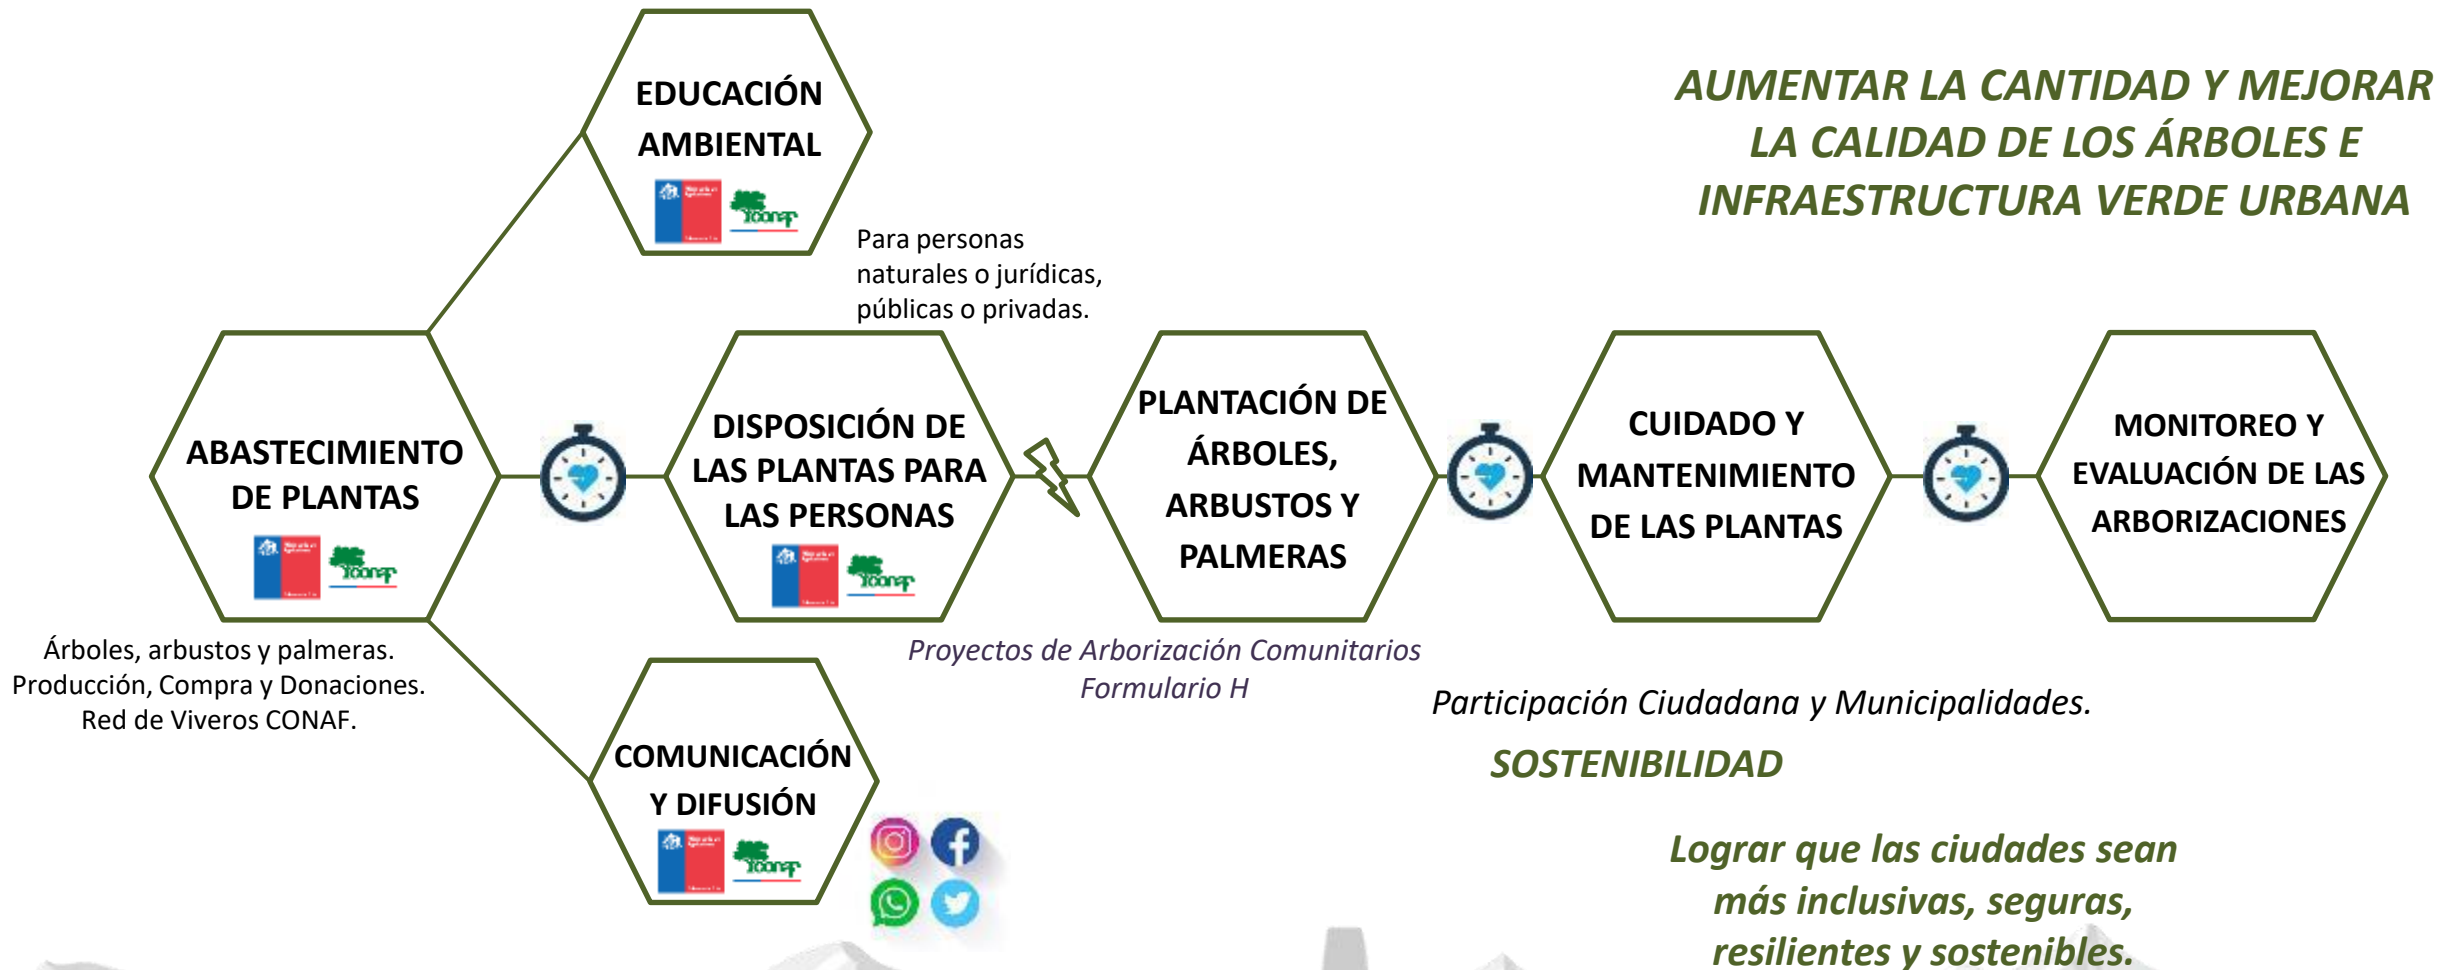 AUMENTAR LA CANTIDAD Y MEJORAR
LA CALIDAD DE LOS ÁRBOLES E
INFRAESTRUCTURA VERDE URBANA
EDUCACIÓN
AMBIENTAL
Para personas
naturales o jurídicas,
públicas o privadas.
ABASTECIMIENTO
DE PLANTAS
Árboles, arbustos y palmeras.
Producción, Compra y Donaciones.
Red de Viveros CONAF.
DISPOSICIÓN DE
LAS PLANTAS PARA
LAS PERSONAS
PLANTACIÓN DE
ÁRBOLES,
ARBUSTOS Y
PALMERAS
Proyectos de Arborización Comunitarios
Formulario H
CUIDADO Y
MANTENIMIENTO
DE LAS PLANTAS
MONITOREO Y
EVALUACIÓN DE LAS
ARBORIZACIONES
Participación Ciudadana y Municipalidades.
SOSTENIBILIDAD
COMUNICACIÓN
Y DIFUSIÓN
Lograr que las ciudades sean
más inclusivas, seguras,
resilientes y sostenibles.